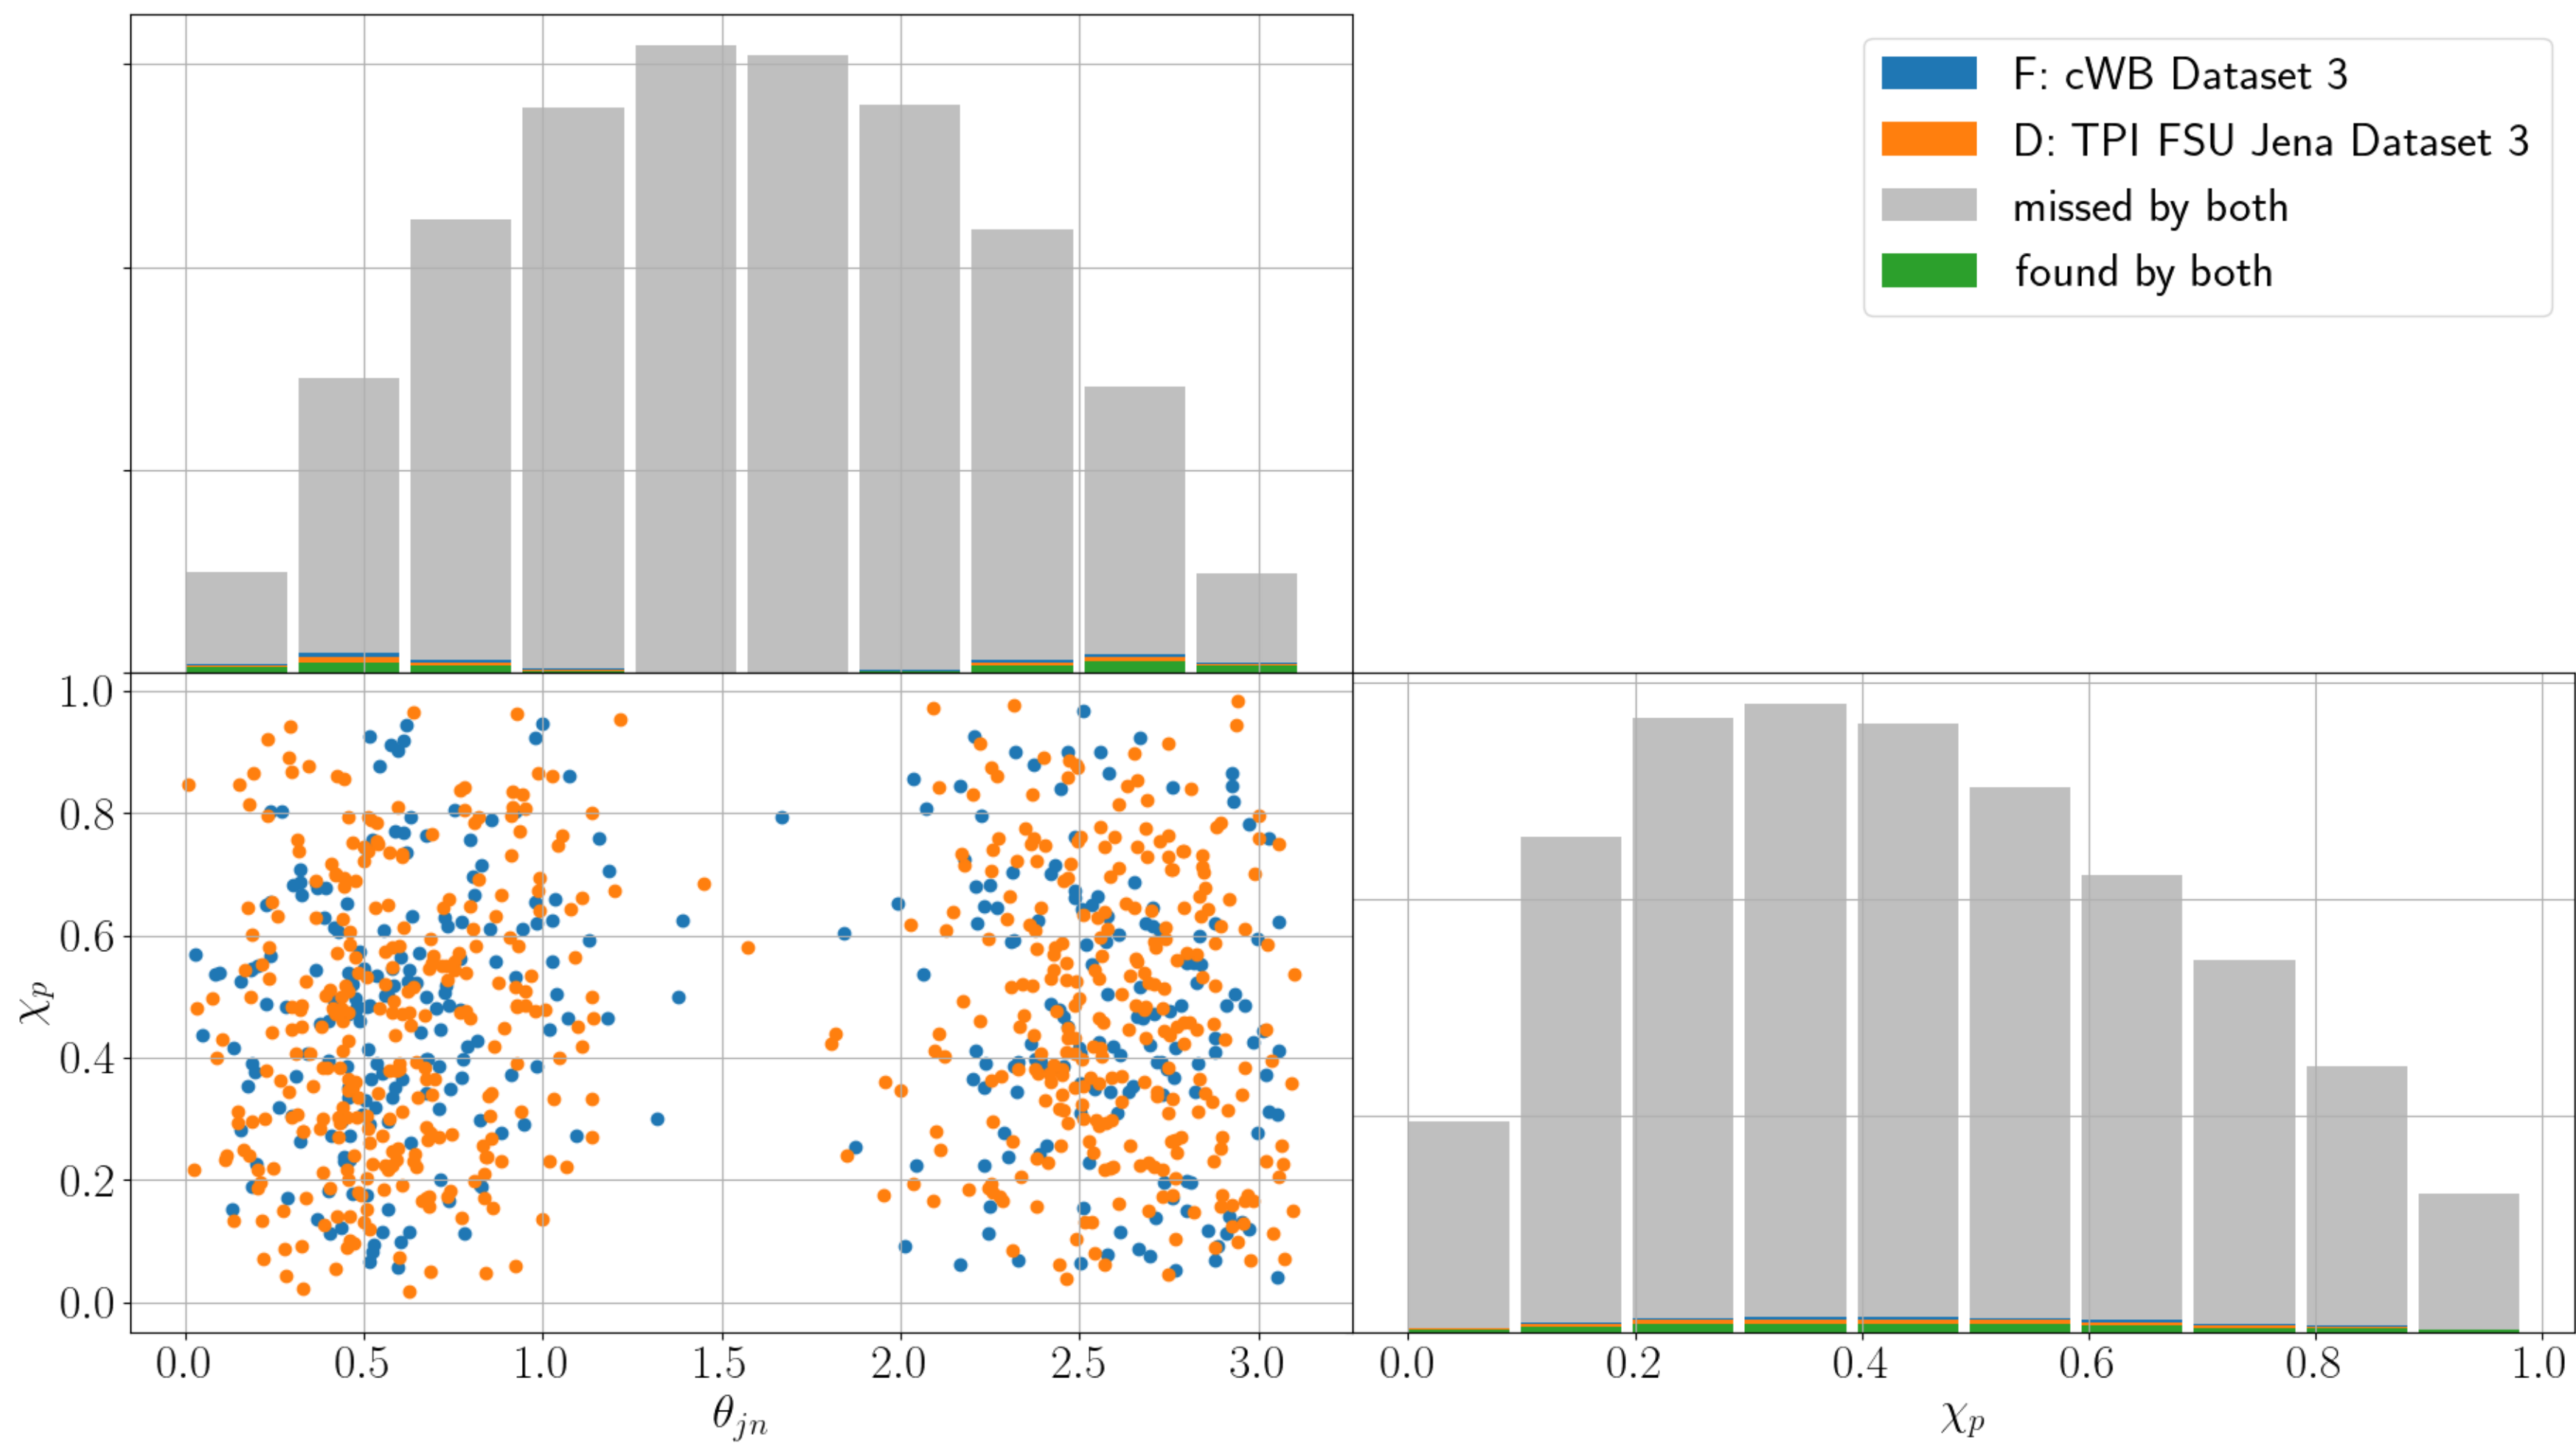 F: cWB Dataset 3
D: TPI FSU Jena Dataset 3
missed by both
found by both
1.0
0.8
0.6
0.4
0.2
0.0
χp
0.0 0.5 1.0 1.5 2.0 2.5 3.0
θjn
0.0 0.2 0.4 0.6 0.8 1.0
χp